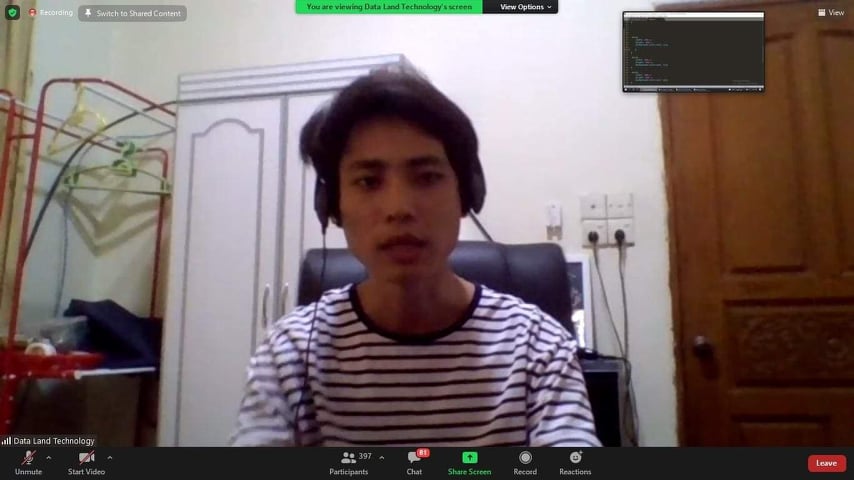 Recording
Switch to Shared Content
You are viewing Data Land Technology's screen
View Options
View
Data Land Technology
Unmute
Start Video
397
Participants
81
Chat
Share Screen
Record
Reactions
Leave